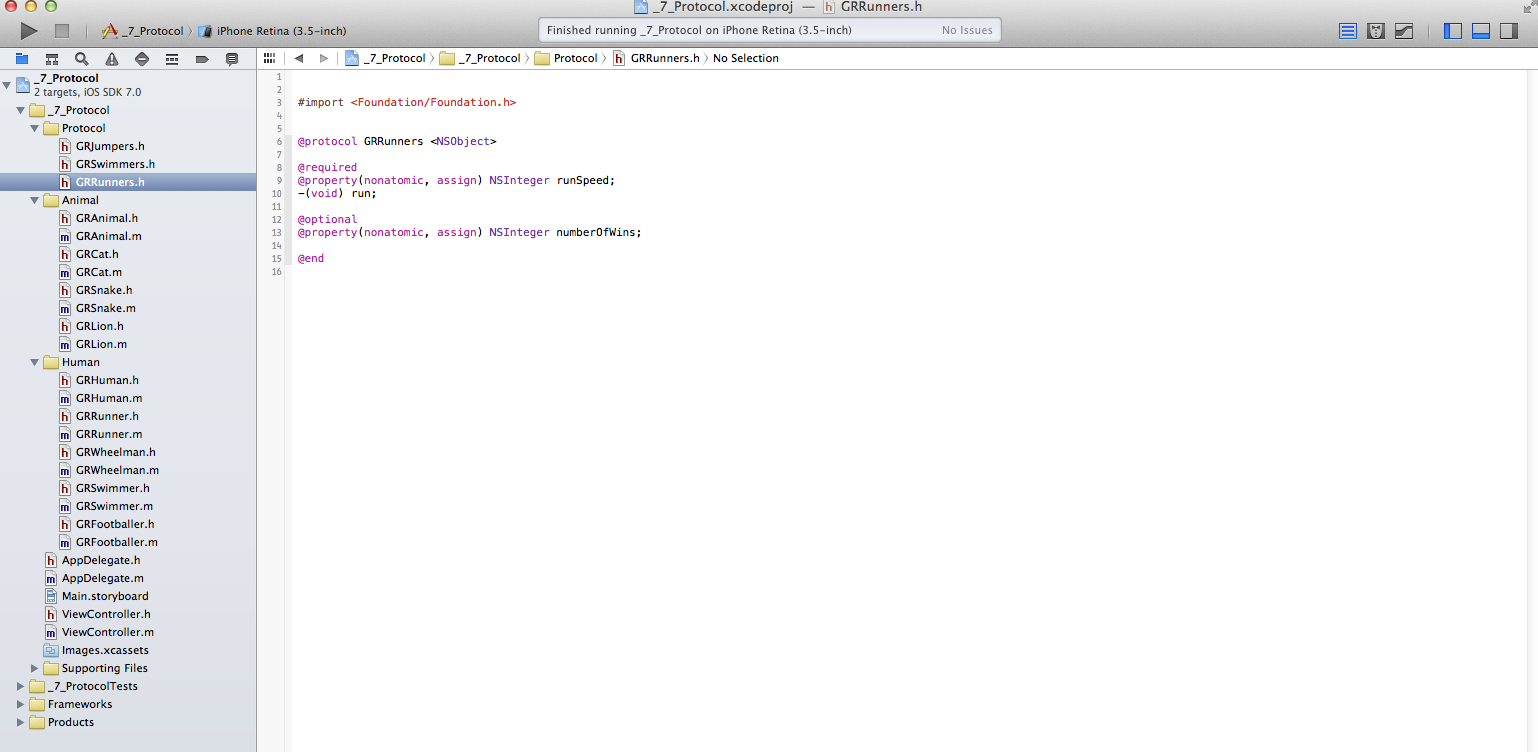 _7_Protocol.xcodeproj — GRRunners.h
_7_Protocol iPhone Retina (3.5-inch)
Finished running _7_Protocol on iPhone Retina (3.5-inch) No Issues
_7_Protocol _7_Protocol Protocol GRRunners.h No Selection
_7_Protocol
2 targets, iOS SDK 7.0
_7_Protocol
Protocol
GRJumpers.h
GRSwimmers.h
GRRunners.h
Animal
GRAnimal.h
GRAnimal.m
GRCat.h
GRCat.m
GRSnake.h
GRSnake.m
GRLion.h
GRLion.m
Human
GRHuman.h
GRHuman.m
GRRunner.h
GRRunner.m
GRWheelman.h
GRWheelman.m
GRSwimmer.h
GRSwimmer.m
GRFootballer.h
GRFootballer.m
AppDelegate.h
AppDelegate.m
Main.storyboard
ViewController.h
ViewController.m
Images.xcassets
Supporting Files
_7_ProtocolTests
Frameworks
Products
1
2
3 #import <Foundation/Foundation.h>
4
5
6 @protocol GRRunners <NSObject>
7
8 @required
9 @property(nonatomic, assign) NSInteger runSpeed;
10 -(void) run;
11
12 @optional
13 @property(nonatomic, assign) NSInteger numberOfWins;
14
15 @end
16